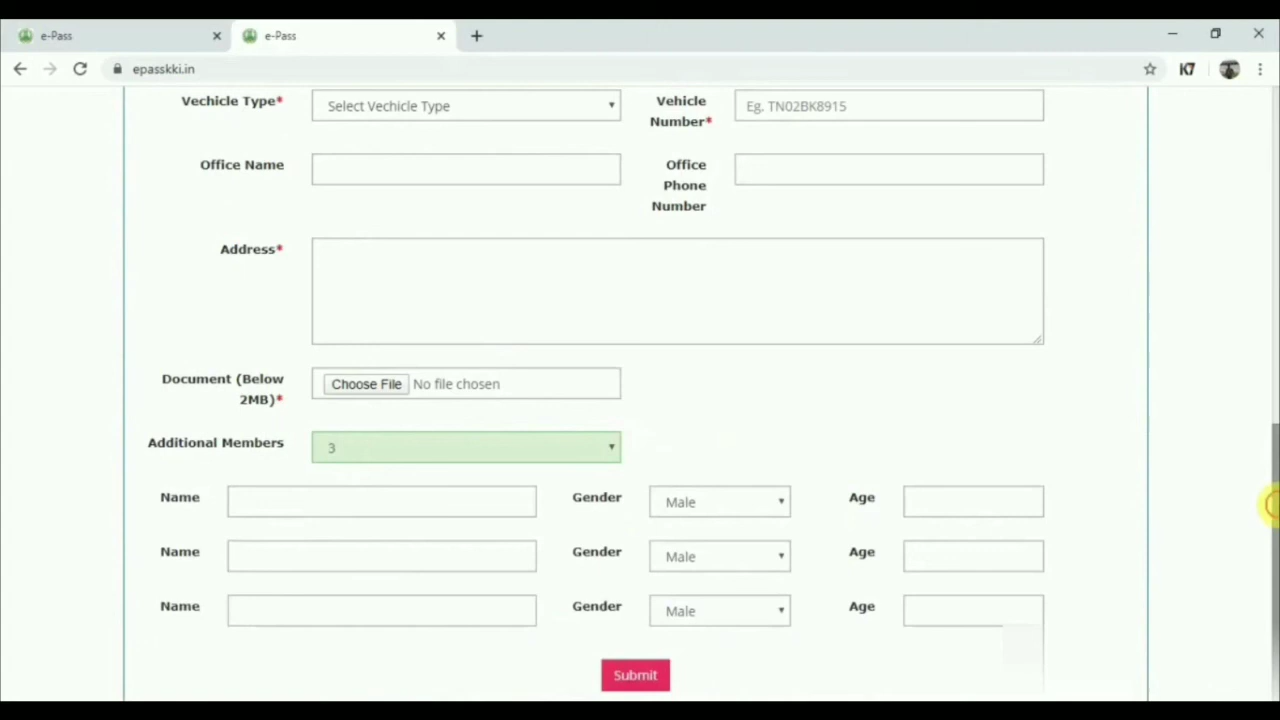 e-Pass
e-Pass
epasskki.in
K7
Vechicle Type* Select Vechicle Type Vehicle Number* Eg. TN02BK8915
Office Name Office Phone Number
Address*
Document (Below 2MB)* Choose File No file chosen
Additional Members 3
Name Gender Male Age
Name Gender Male Age
Name Gender Male Age
Submit